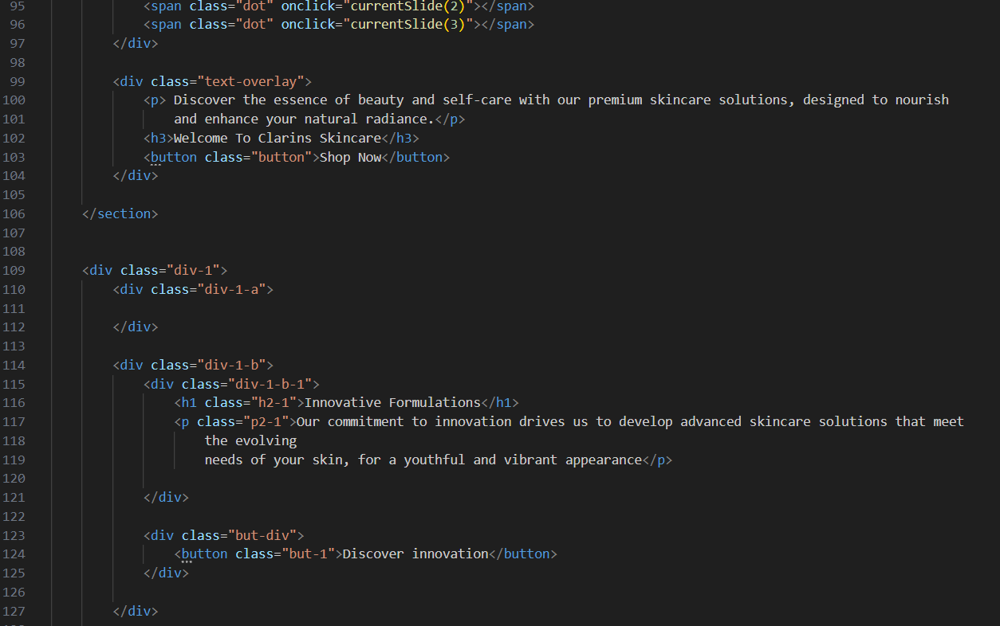 95 <span class="dot" onclick="currentSlide(2)"></span>
96 <span class="dot" onclick="currentSlide(3)"></span>
97 </div>
98
99 <div class="text-overlay">
100 <p> Discover the essence of beauty and self-care with our premium skincare solutions, designed to nourish
101 and enhance your natural radiance.</p>
102 <h3>Welcome To Clarins Skincare</h3>
103 <button class="button">Shop Now</button>
104 </div>
105
106 </section>
107
108
109 <div class="div-1">
110 <div class="div-1-a">
111
112 </div>
113
114 <div class="div-1-b">
115 <div class="div-1-b-1">
116 <h1 class="h2-1">Innovative Formulations</h1>
117 <p class="p2-1">Our commitment to innovation drives us to develop advanced skincare solutions that meet
118 the evolving
119 needs of your skin, for a youthful and vibrant appearance</p>
120
121 </div>
122
123 <div class="but-div">
124 <button class="but-1">Discover innovation</button>
125 </div>
126
127 </div>